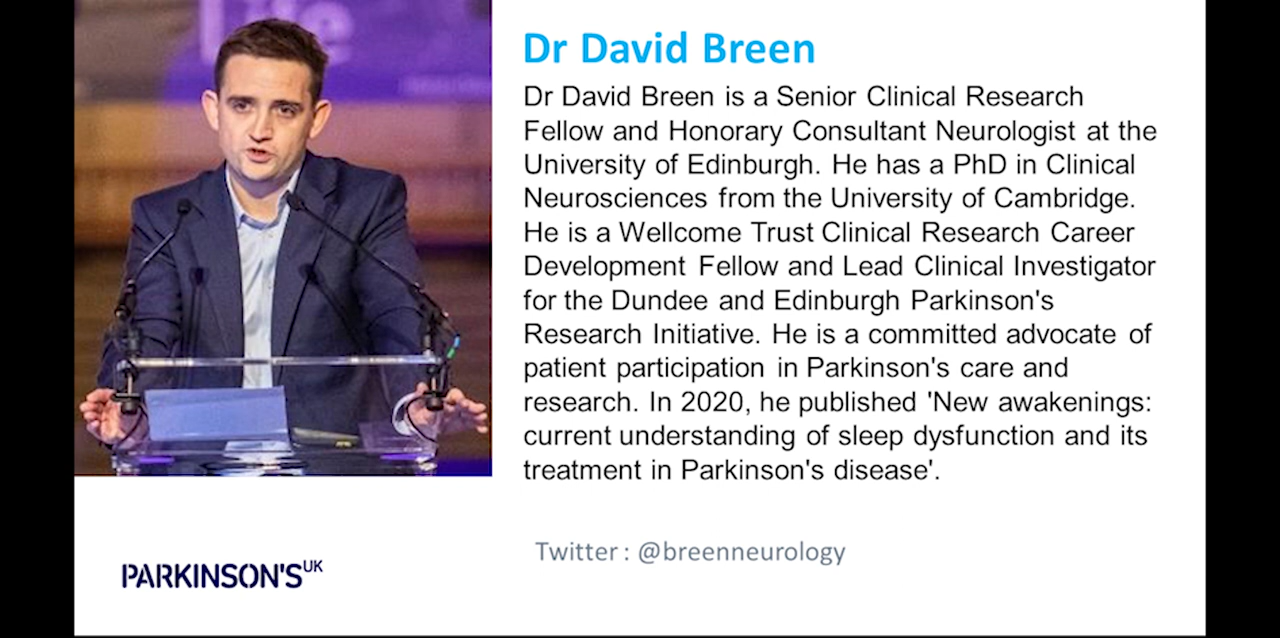 Dr David Breen
Dr David Breen is a Senior Clinical Research
Fellow and Honorary Consultant Neurologist at the
University of Edinburgh. He has a PhD in Clinical
Neurosciences from the University of Cambridge.
He is a Wellcome Trust Clinical Research Career
Development Fellow and Lead Clinical Investigator
for the Dundee and Edinburgh Parkinson's
Research Initiative. He is a committed advocate of
patient participation in Parkinson's care and
research. In 2020, he published 'New awakenings:
current understanding of sleep dysfunction and its
treatment in Parkinson's disease'.
Twitter : @breenneurology
PARKINSON'S UK